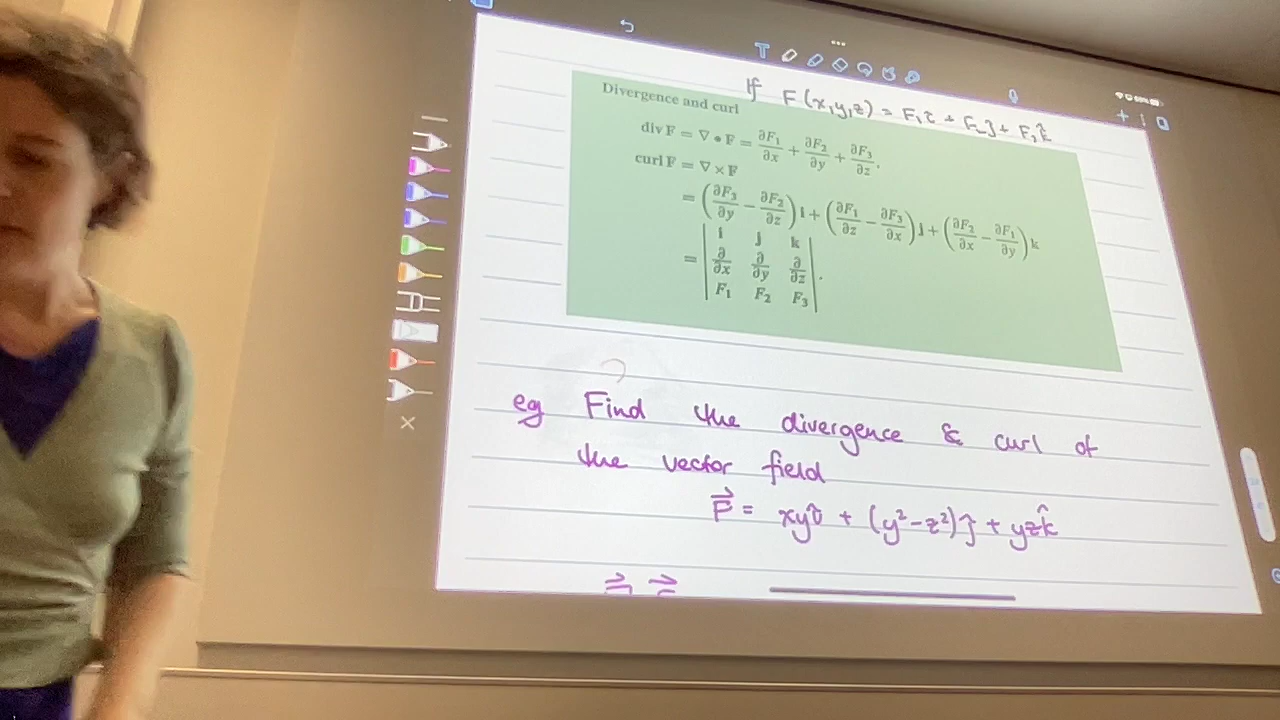 If F(x,y,z) = F₁î + F₂ĵ + F₃k̂
Divergence and curl
div F = ∇ • F = ∂F₁/∂x + ∂F₂/∂y + ∂F₃/∂z.
curl F = ∇ × F
= (∂F₃/∂y − ∂F₂/∂z) i + (∂F₁/∂z − ∂F₃/∂x) j + (∂F₂/∂x − ∂F₁/∂y) k
= | i j k
∂/∂x ∂/∂y ∂/∂z
F₁ F₂ F₃ | .
eg Find the divergence & curl of
the vector field
F⃗ = xyî + (y²−z²)ĵ + yzk̂